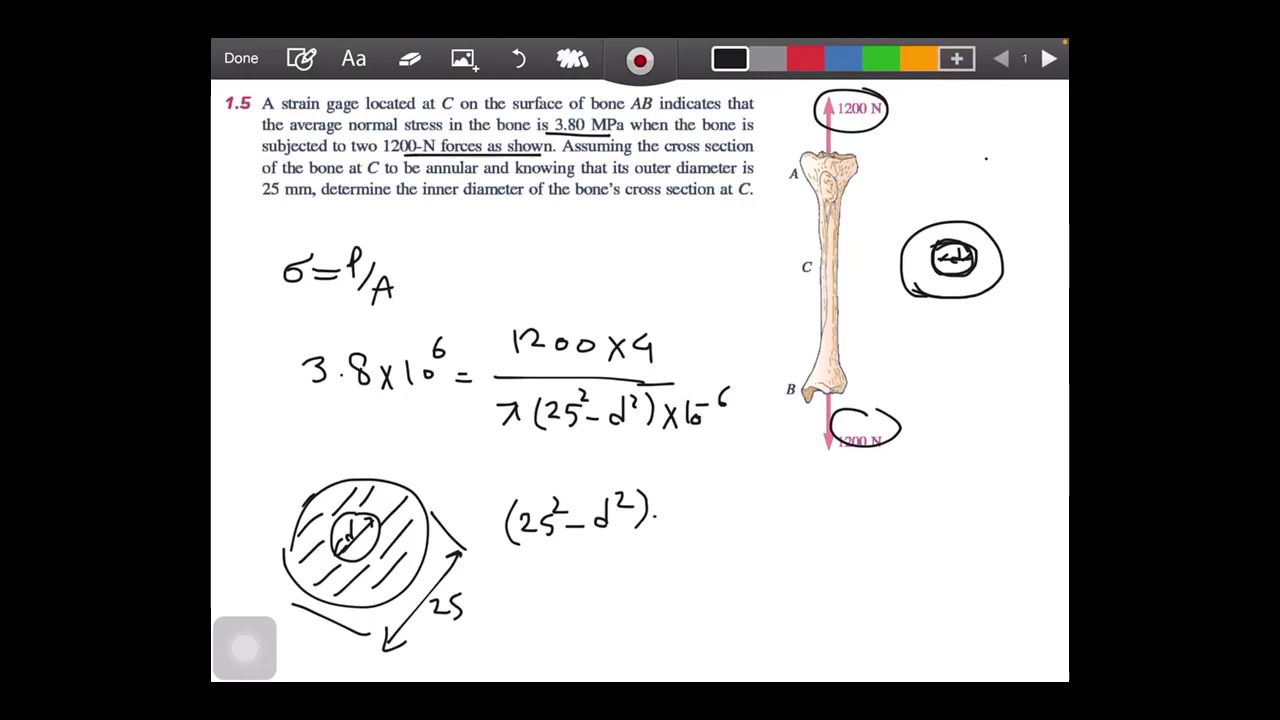 Done Aa 1
1.5 A strain gage located at C on the surface of bone AB indicates that
the average normal stress in the bone is 3.80 MPa when the bone is
subjected to two 1200-N forces as shown. Assuming the cross section
of the bone at C to be annular and knowing that its outer diameter is
25 mm, determine the inner diameter of the bone's cross section at C.
1200 N
A
C
d
B
1200 N
σ = P/A
3.8 × 10⁶ = 1200 × 4 / π (25² − d²) × 10⁻⁶
(25² − d²).
d
25